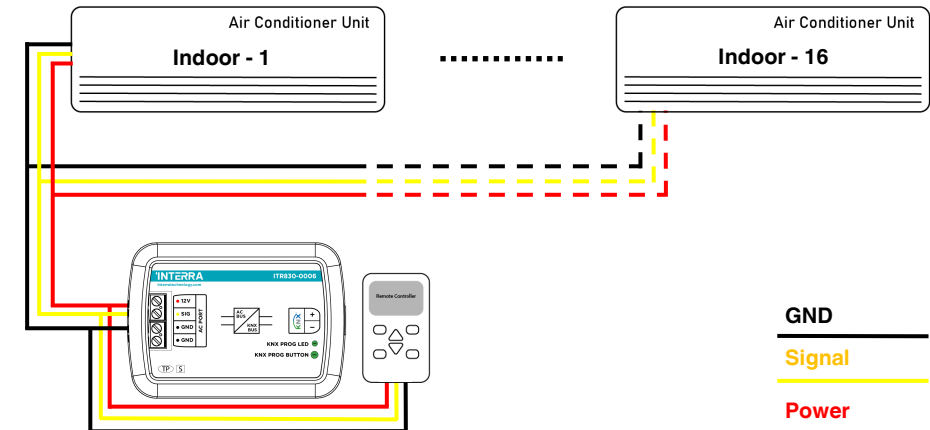 Air Conditioner Unit
Indoor - 1
Air Conditioner Unit
Indoor - 16
INTERRA
interratechnology.com
ITR830-0006
12V
SIG
GND
GND
AC PORT
AC
BUS
KNX
BUS
KNX
+
−
KNX PROG LED
KNX PROG BUTTON
TP S
Remote Controller
GND
Signal
Power